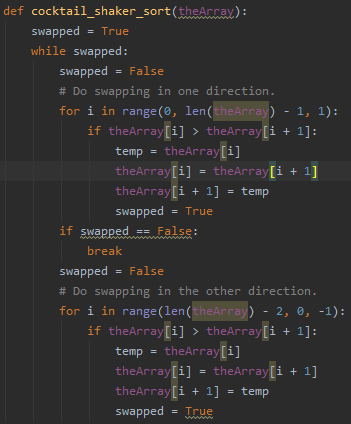 def cocktail_shaker_sort(theArray):
    swapped = True
    while swapped:
        swapped = False
        # Do swapping in one direction.
        for i in range(0, len(theArray) - 1, 1):
            if theArray[i] > theArray[i + 1]:
                temp = theArray[i]
                theArray[i] = theArray[i + 1]
                theArray[i + 1] = temp
                swapped = True
        if swapped == False:
            break
        swapped = False
        # Do swapping in the other direction.
        for i in range(len(theArray) - 2, 0, -1):
            if theArray[i] > theArray[i + 1]:
                temp = theArray[i]
                theArray[i] = theArray[i + 1]
                theArray[i + 1] = temp
                swapped = True